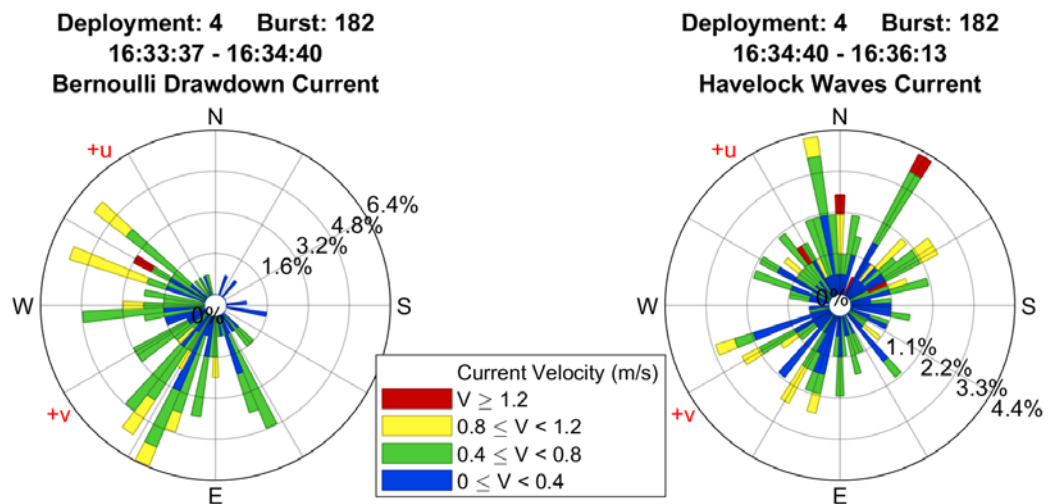 Deployment: 4 Burst: 182
16:33:37 - 16:34:40
Bernoulli Drawdown Current
N
+u
6.4%
4.8%
3.2%
1.6%
W
0%
S
+v
E
Deployment: 4 Burst: 182
16:34:40 - 16:36:13
Havelock Waves Current
N
+u
W
0%
S
1.1%
2.2%
3.3%
4.4%
+v
E
Current Velocity (m/s)
V ≥ 1.2
0.8 ≤ V < 1.2
0.4 ≤ V < 0.8
0 ≤ V < 0.4